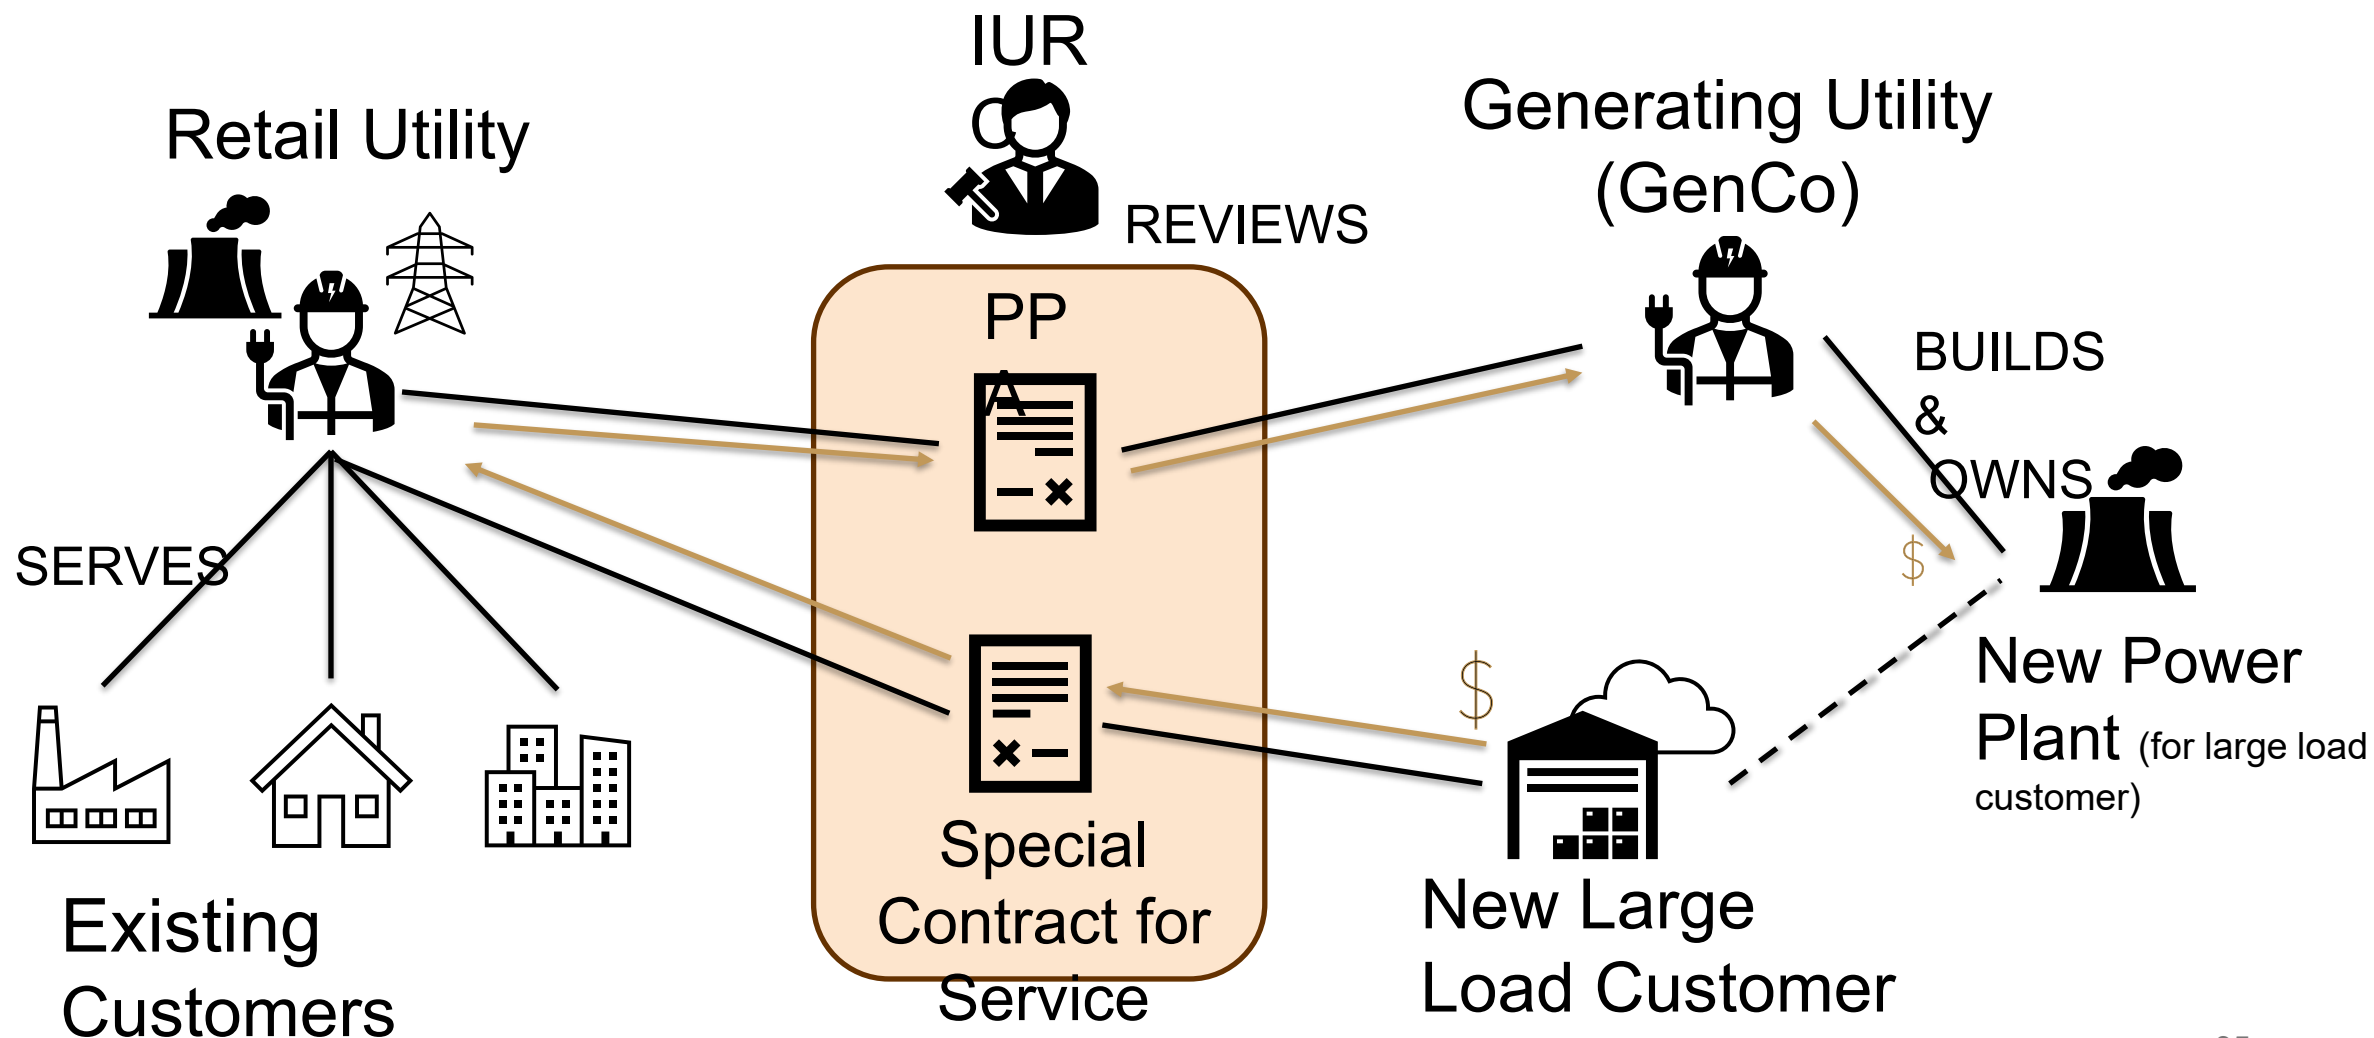 IUR
C
Retail Utility
REVIEWS
Generating Utility
(GenCo)
PP
A
BUILDS
&
OWNS
SERVES
$
$
New Power
Plant (for large load
customer)
Special
Contract for
Service
New Large
Load Customer
Existing
Customers